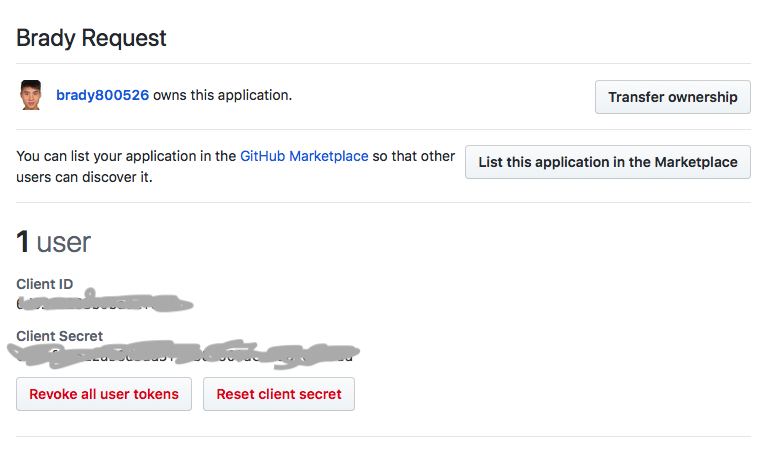 Brady Request
brady800526 owns this application.
Transfer ownership
You can list your application in the GitHub Marketplace so that other
users can discover it.
List this application in the Marketplace
1 user
Client ID
Client Secret
Revoke all user tokens
Reset client secret